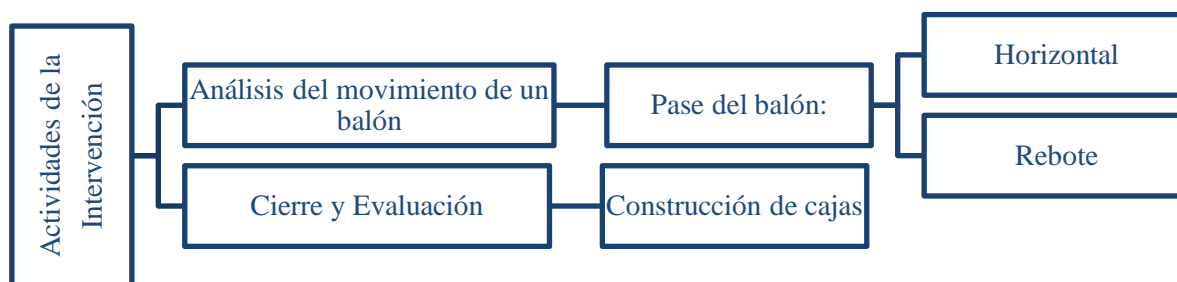 Actividades de la
Intervención
Análisis del movimiento de un
balón
Pase del balón:
Horizontal
Rebote
Cierre y Evaluación
Construcción de cajas